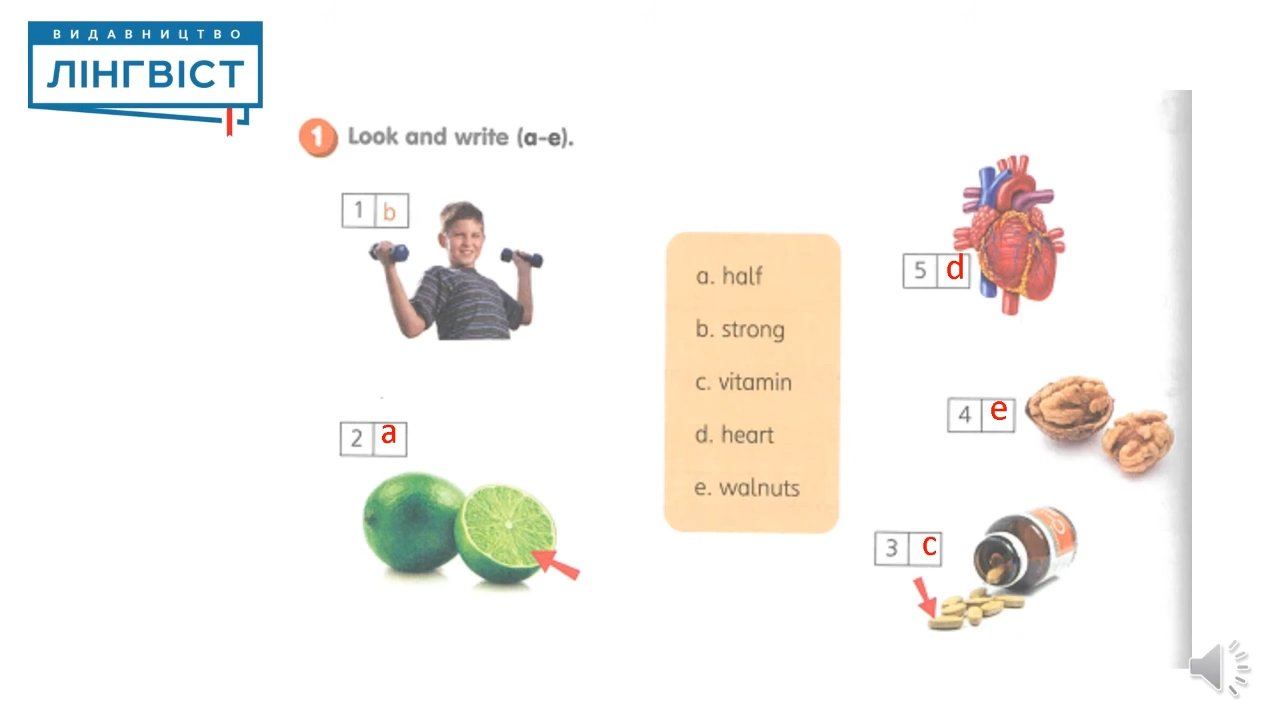 ВИДАВНИЦТВО
ЛІНГВІСТ
1 Look and write (a–e).
1 b
2 a
a. half
b. strong
c. vitamin
d. heart
e. walnuts
5 d
4 e
3 c